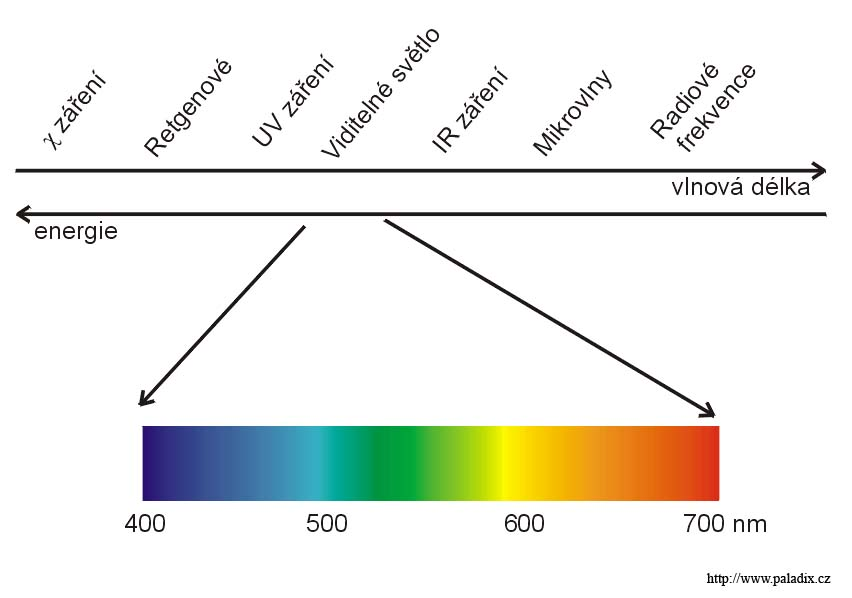 χ záření
Retgenové
UV záření
Viditelné světlo
IR záření
Mikrovlny
Radiové
frekvence
vlnová délka
energie
400
500
600
700 nm
http://www.paladix.cz